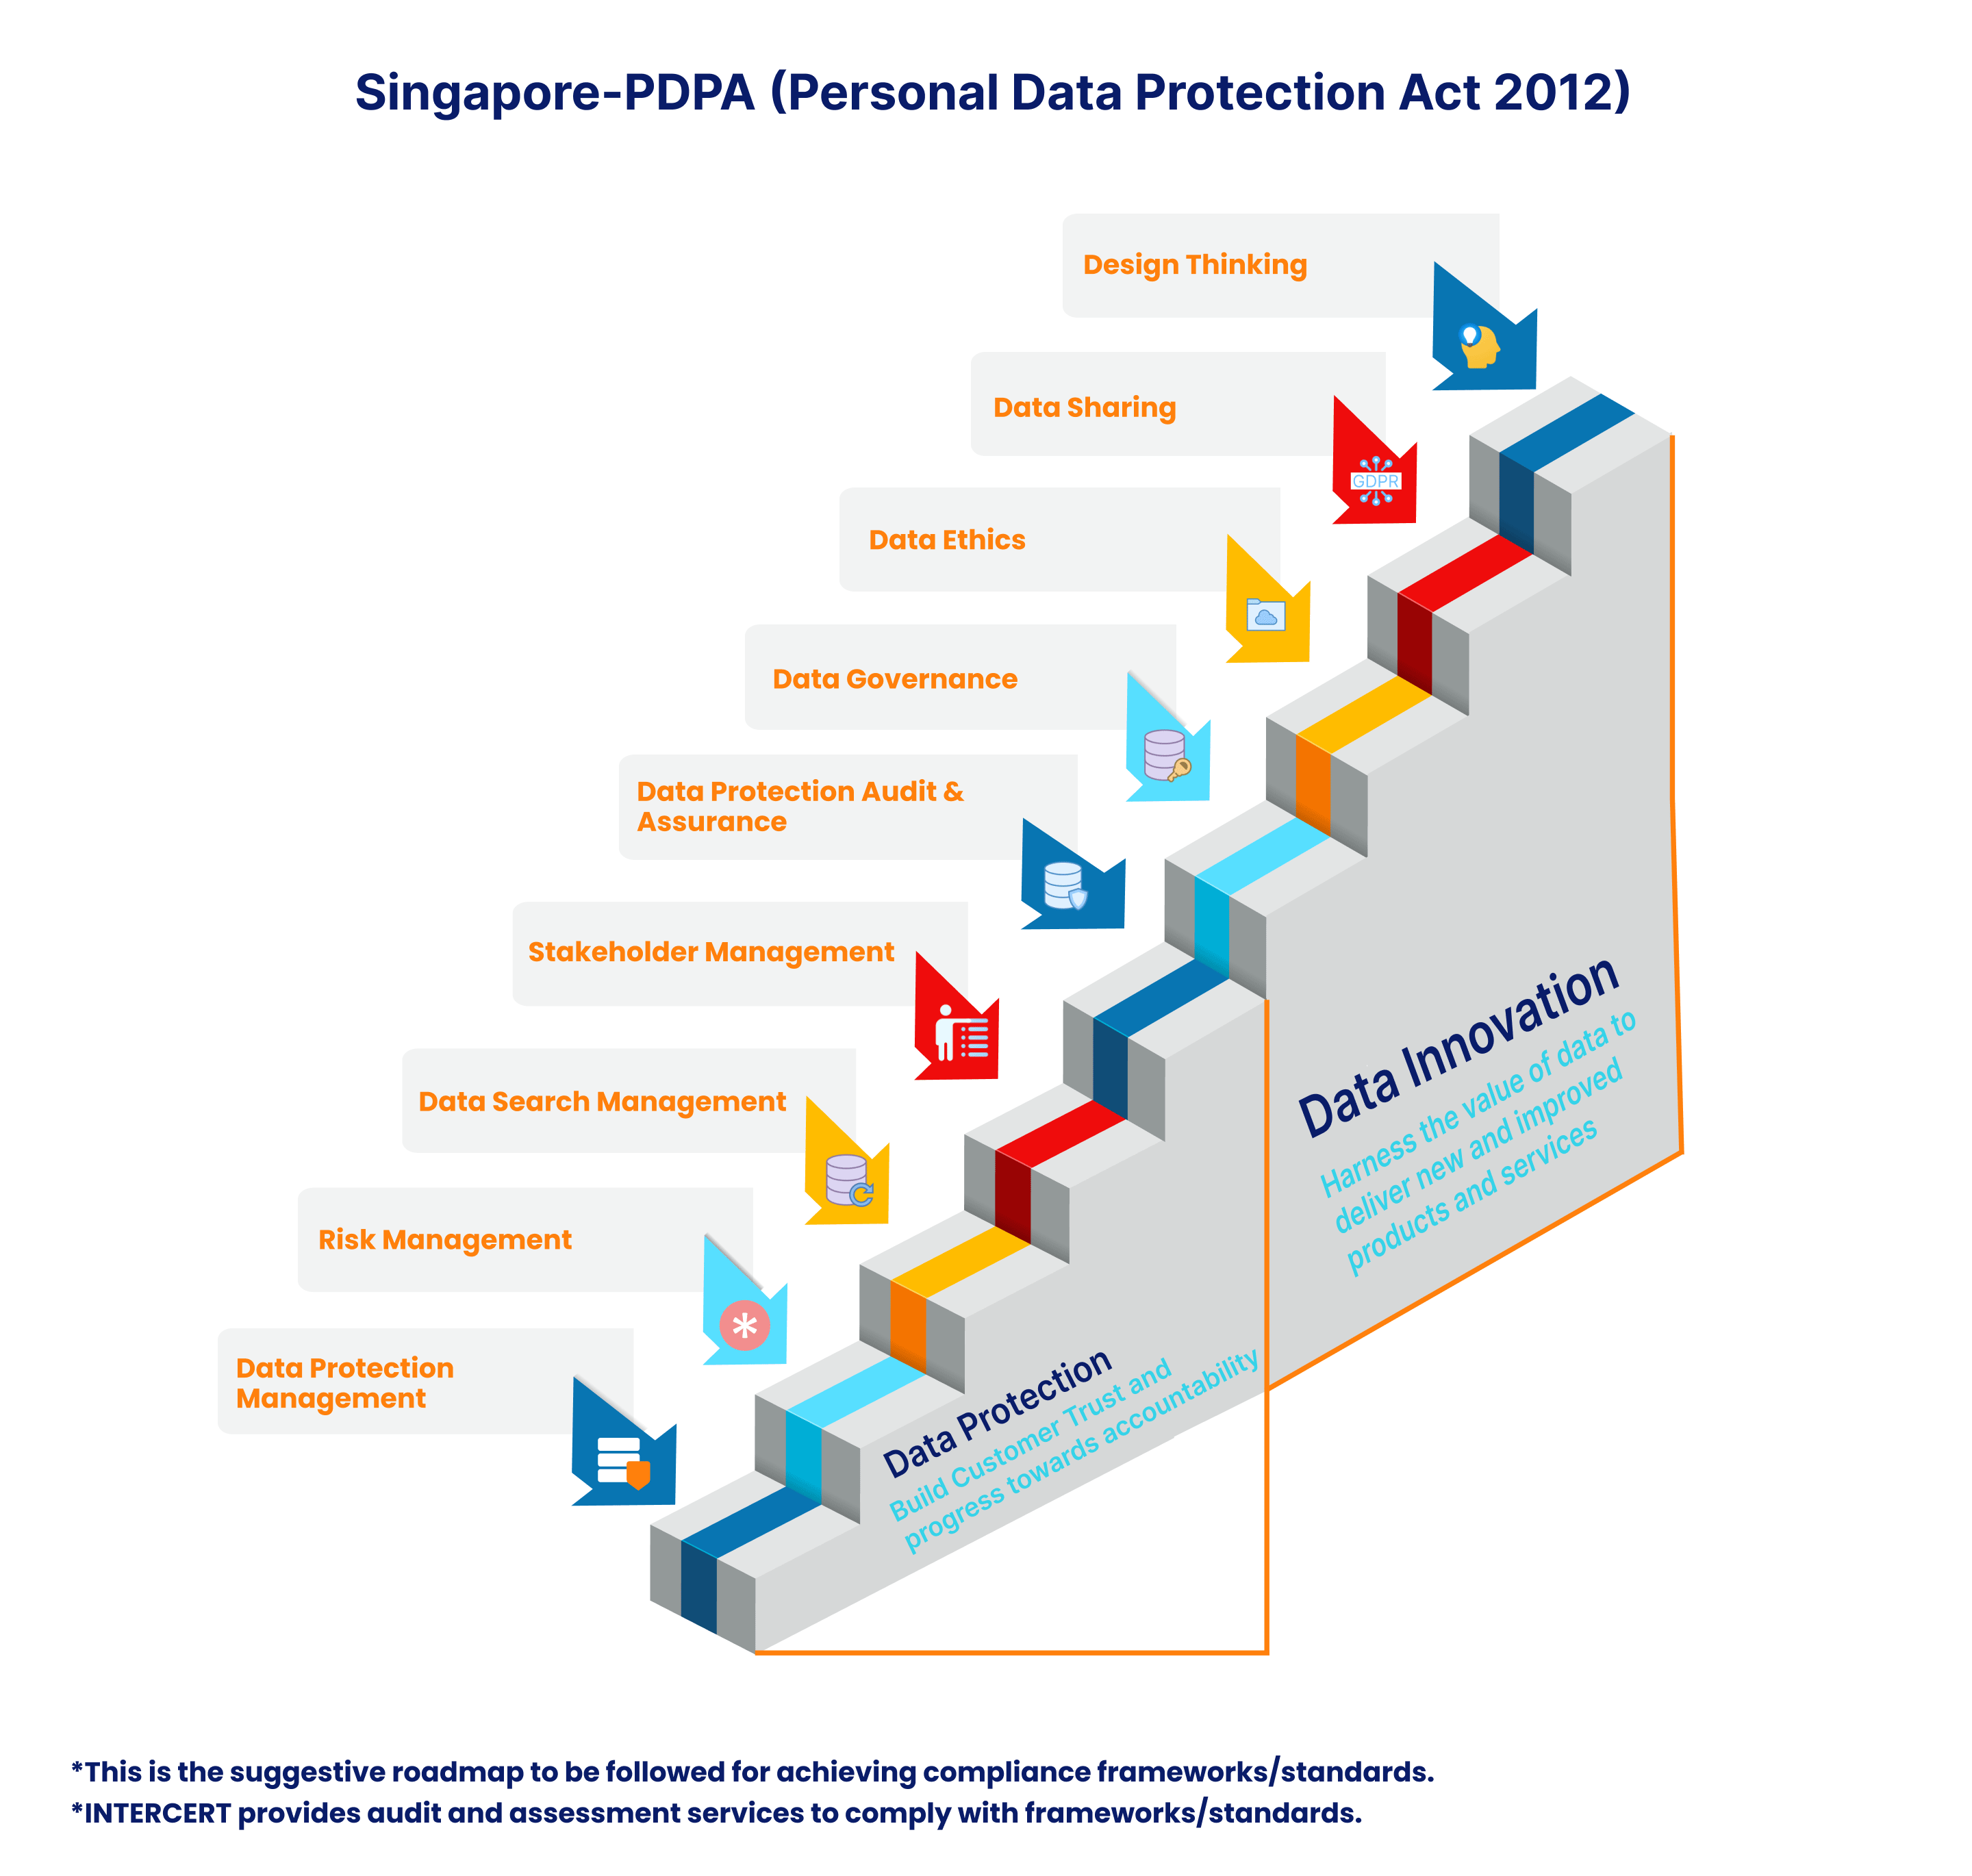 Singapore-PDPA (Personal Data Protection Act 2012)
Design Thinking
Data Sharing
GDPR
Data Ethics
Data Governance
Data Protection Audit &
Assurance
Stakeholder Management
Data Search Management
Risk Management
*
Data Protection
Management
Data Innovation
Harness the value of data to
deliver new and improved
products and services
Data Protection
Build Customer Trust and
progress towards accountability
*This is the suggestive roadmap to be followed for achieving compliance frameworks/standards.
*INTERCERT provides audit and assessment services to comply with frameworks/standards.